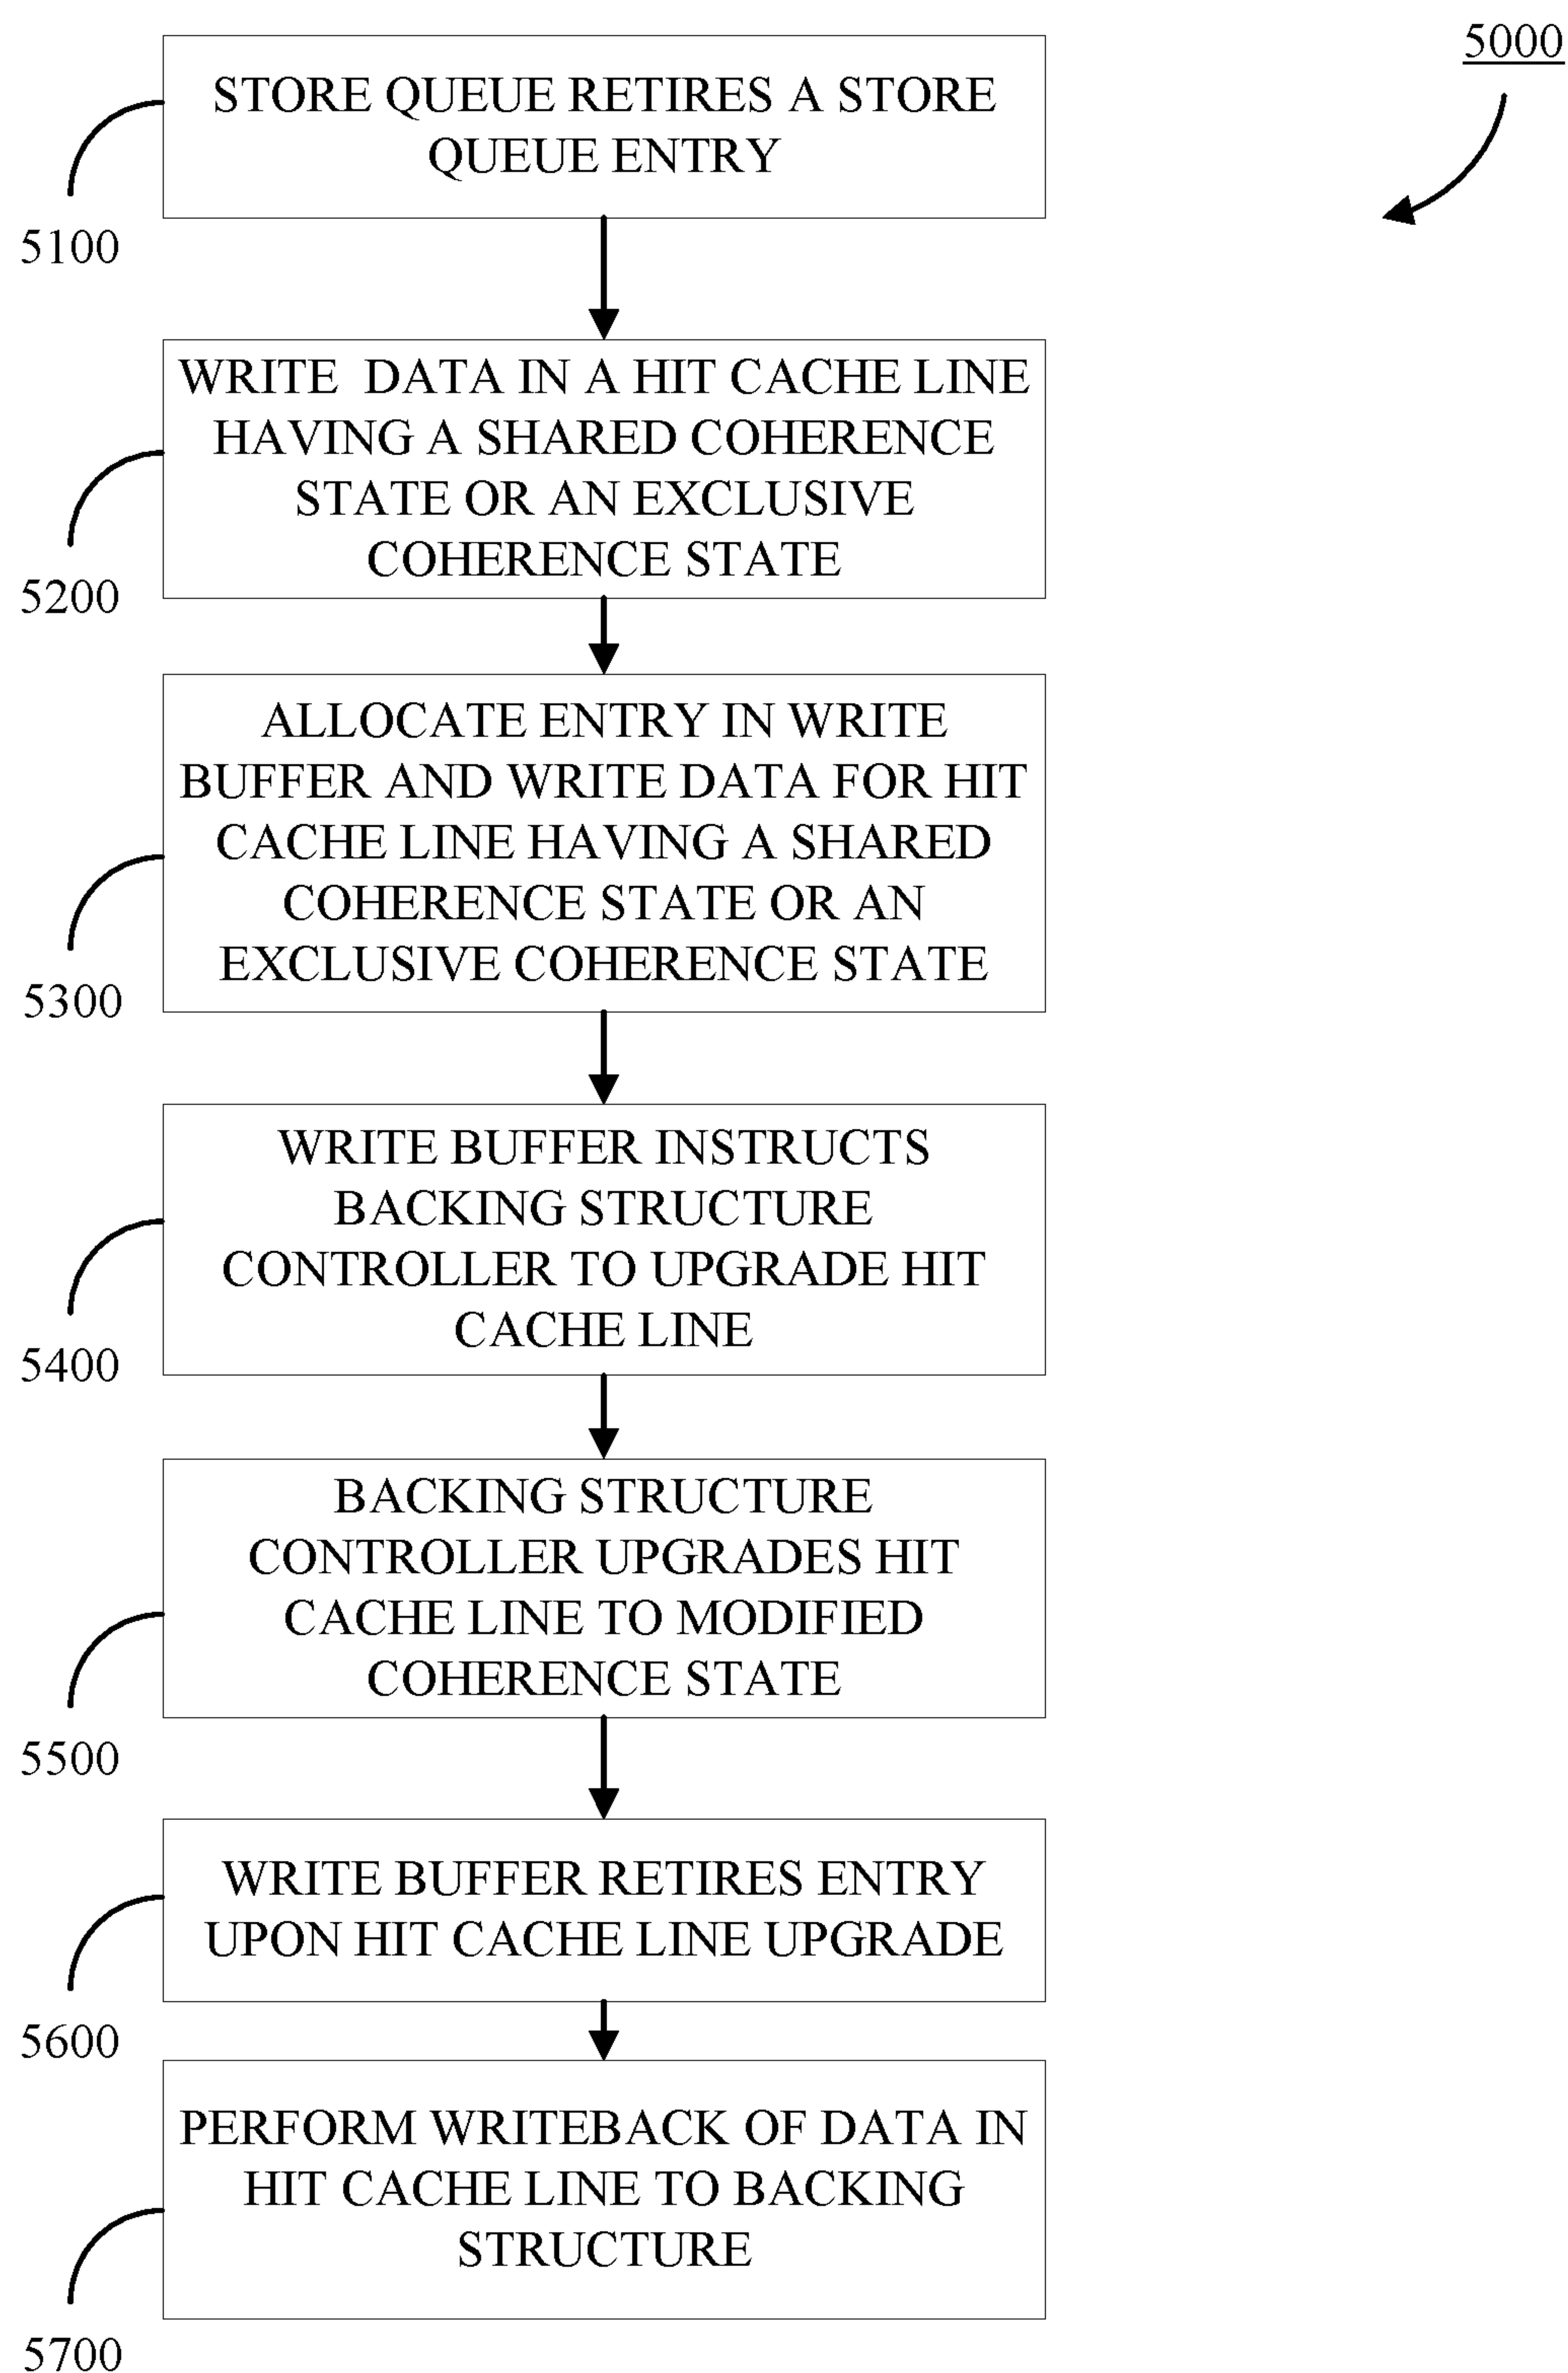 5000
STORE QUEUE RETIRES A STORE
QUEUE ENTRY
5100
WRITE DATA IN A HIT CACHE LINE
HAVING A SHARED COHERENCE
STATE OR AN EXCLUSIVE
COHERENCE STATE
5200
ALLOCATE ENTRY IN WRITE
BUFFER AND WRITE DATA FOR HIT
CACHE LINE HAVING A SHARED
COHERENCE STATE OR AN
EXCLUSIVE COHERENCE STATE
5300
WRITE BUFFER INSTRUCTS
BACKING STRUCTURE
CONTROLLER TO UPGRADE HIT
CACHE LINE
5400
BACKING STRUCTURE
CONTROLLER UPGRADES HIT
CACHE LINE TO MODIFIED
COHERENCE STATE
5500
WRITE BUFFER RETIRES ENTRY
UPON HIT CACHE LINE UPGRADE
5600
PERFORM WRITEBACK OF DATA IN
HIT CACHE LINE TO BACKING
STRUCTURE
5700